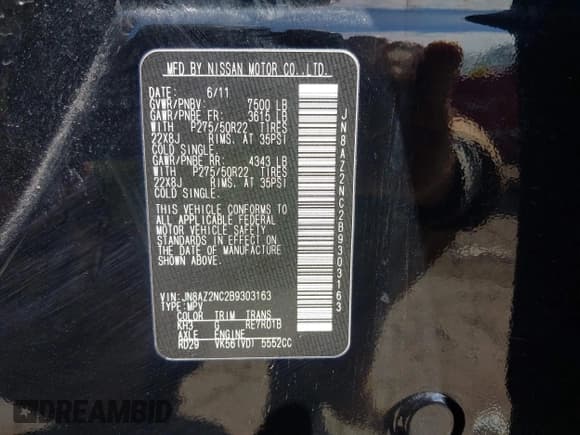 MFD BY NISSAN MOTOR CO.,LTD.
DATE: 6/11
GVWR/PNBV: 7500 LB
GAWR/PNBE FR: 3615 LB
WITH P275/50R22 TIRES
22X8J RIMS. AT 35PSI
COLD SINGLE.
GAWR/PNBE RR: 4343 LB
WITH P275/50R22 TIRES
22X8J RIMS. AT 35PSI
COLD SINGLE.
THIS VEHICLE CONFORMS TO
ALL APPLICABLE FEDERAL
MOTOR VEHICLE SAFETY
STANDARDS IN EFFECT ON
THE DATE OF MANUFACTURE
SHOWN ABOVE.
VIN:JN8AZ2NC2B9303163
TYPE:MPV
COLOR TRIM TRANS
KH3 G RE7R01B
AXLE ENGINE
RD29 VK56(VD) 5552CC
JN8AZ2NC2B9303163
DREAMBID